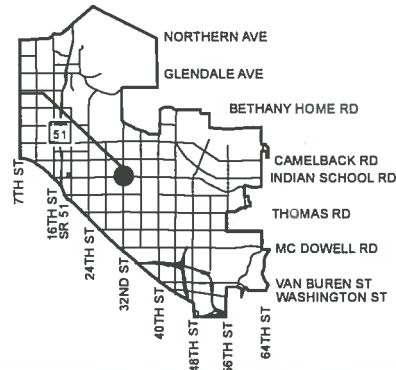 NORTHERN AVE
GLENDALE AVE
BETHANY HOME RD
51
CAMELBACK RD
INDIAN SCHOOL RD
THOMAS RD
MC DOWELL RD
VAN BUREN ST
WASHINGTON ST
7TH ST
16TH ST
SR 51
24TH ST
32ND ST
40TH ST
48TH ST
56TH ST
64TH ST